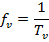 f_v = 1/T_v